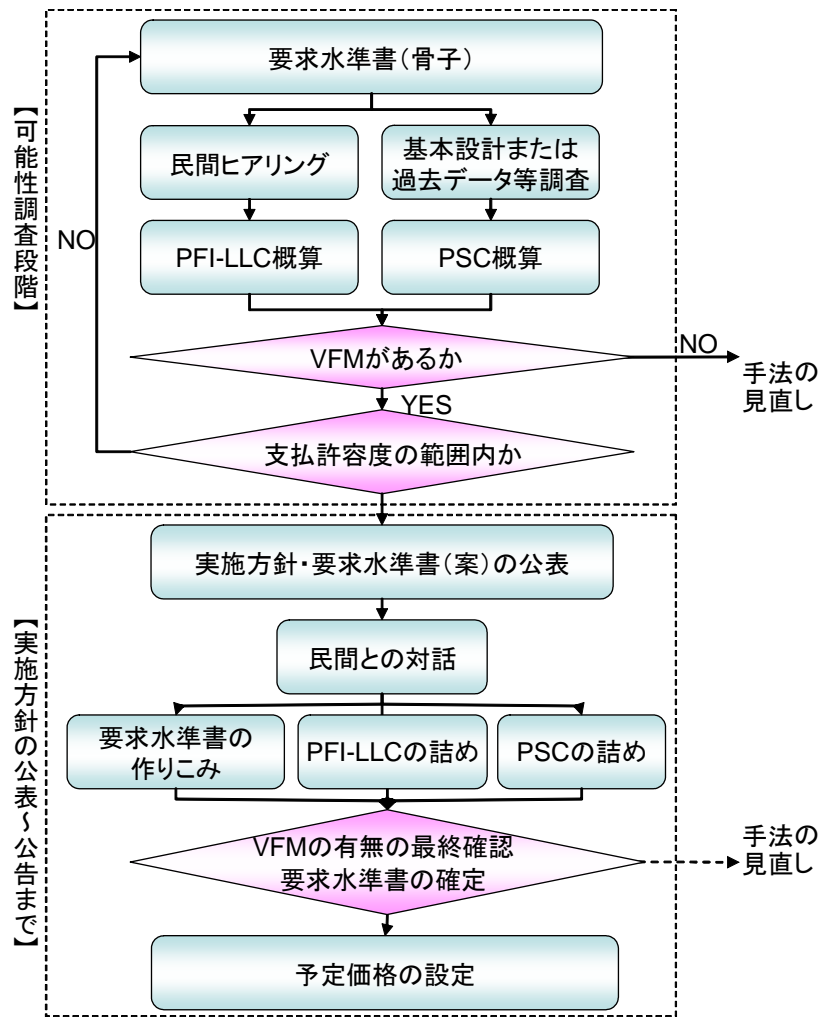 【可能性調査段階】
要求水準書(骨子)
民間ヒアリング
基本設計または
過去データ等調査
NO
PFI-LLC概算
PSC概算
VFMがあるか
NO
手法の
見直し
YES
支払許容度の範囲内か
【実施方針の公表~公告まで】
実施方針・要求水準書(案)の公表
民間との対話
要求水準書の
作りこみ
PFI-LLCの詰め
PSCの詰め
VFMの有無の最終確認
要求水準書の確定
手法の
見直し
予定価格の設定